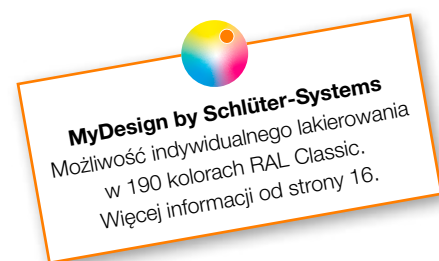 MyDesign by Schlüter-Systems
Możliwość indywidualnego lakierowania
w 190 kolorach RAL Classic.
Więcej informacji od strony 16.